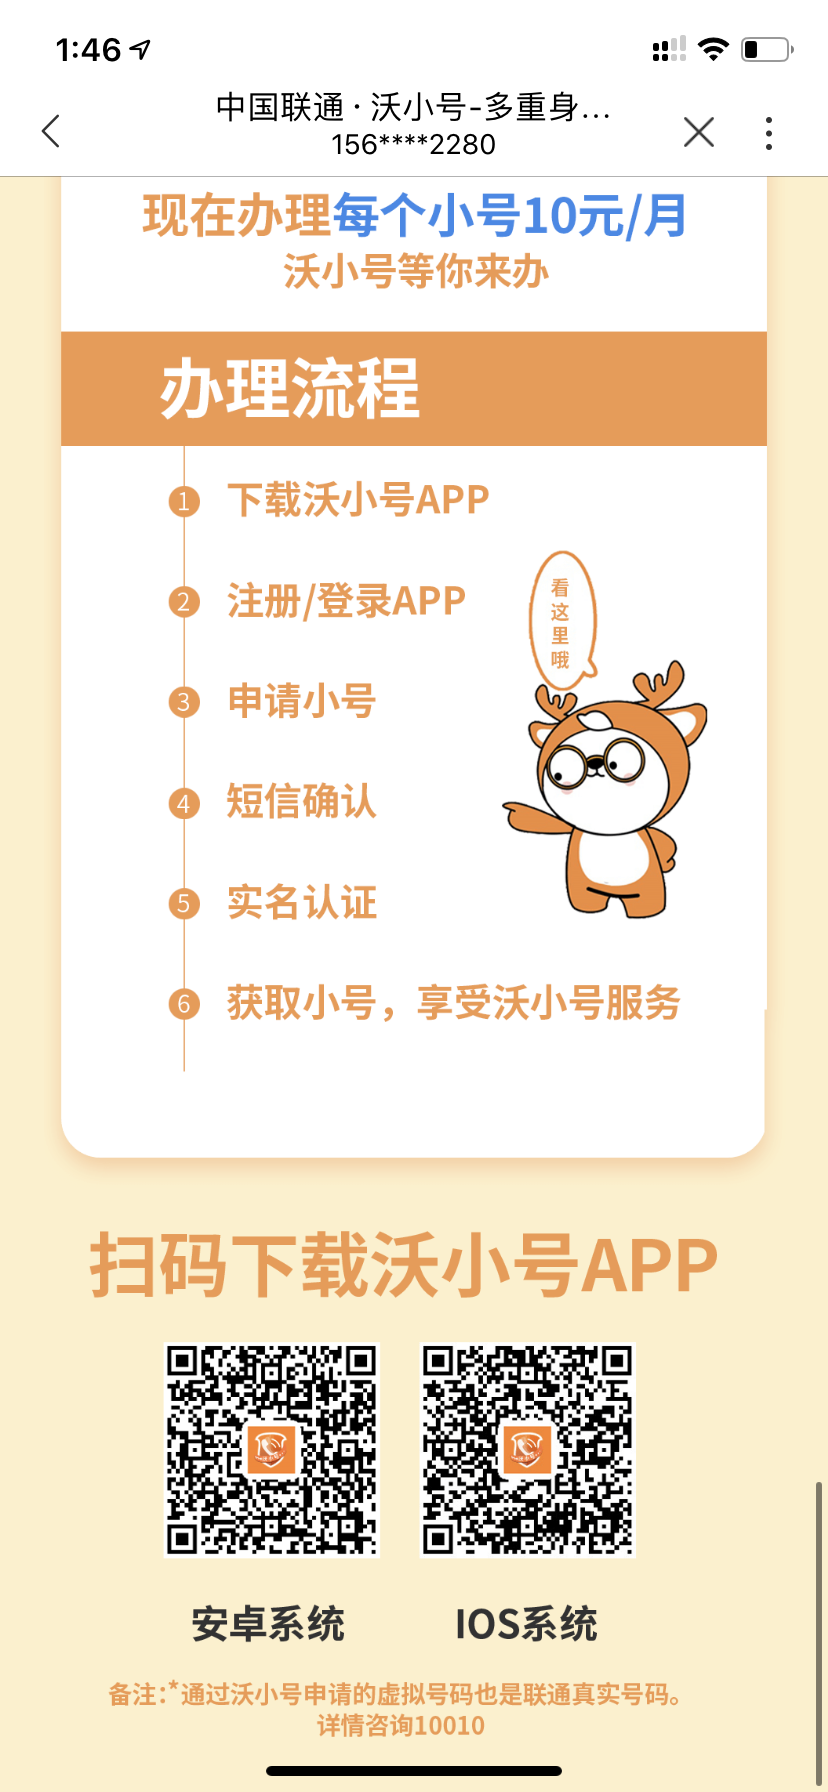 1:46
中国联通 · 沃小号-多重身...
156****2280
现在办理每个小号10元/月
沃小号等你来办
办理流程
1 下载沃小号APP
2 注册/登录APP
看这里哦
3 申请小号
4 短信确认
5 实名认证
6 获取小号，享受沃小号服务
扫码下载沃小号APP
安卓系统 IOS系统
备注:*通过沃小号申请的虚拟号码也是联通真实号码。
详情咨询10010